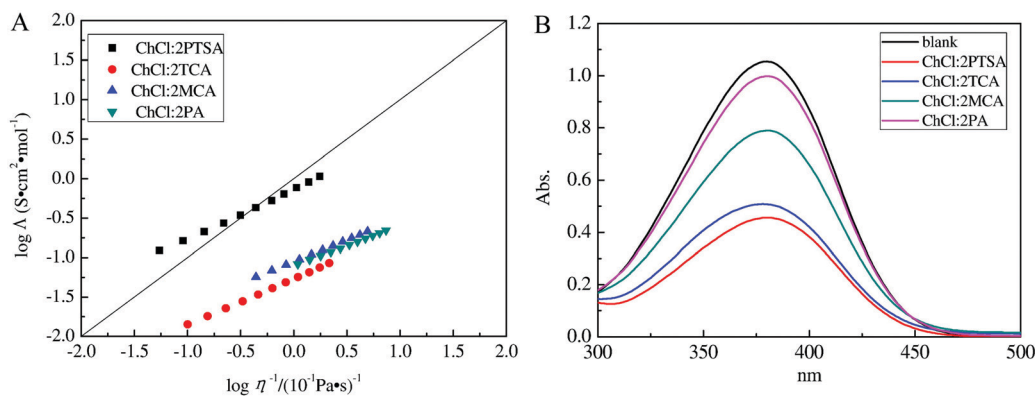 A
log Λ (S•cm²•mol⁻¹)
2.0
1.5
1.0
0.5
0.0
-0.5
-1.0
-1.5
-2.0
ChCl:2PTSA
ChCl:2TCA
ChCl:2MCA
ChCl:2PA
-2.0 -1.5 -1.0 -0.5 0.0 0.5 1.0 1.5 2.0
log η⁻¹/(10⁻¹Pa•s)⁻¹
B
Abs.
1.2
1.0
0.8
0.6
0.4
0.2
0.0
blank
ChCl:2PTSA
ChCl:2TCA
ChCl:2MCA
ChCl:2PA
300 350 400 450 500
nm